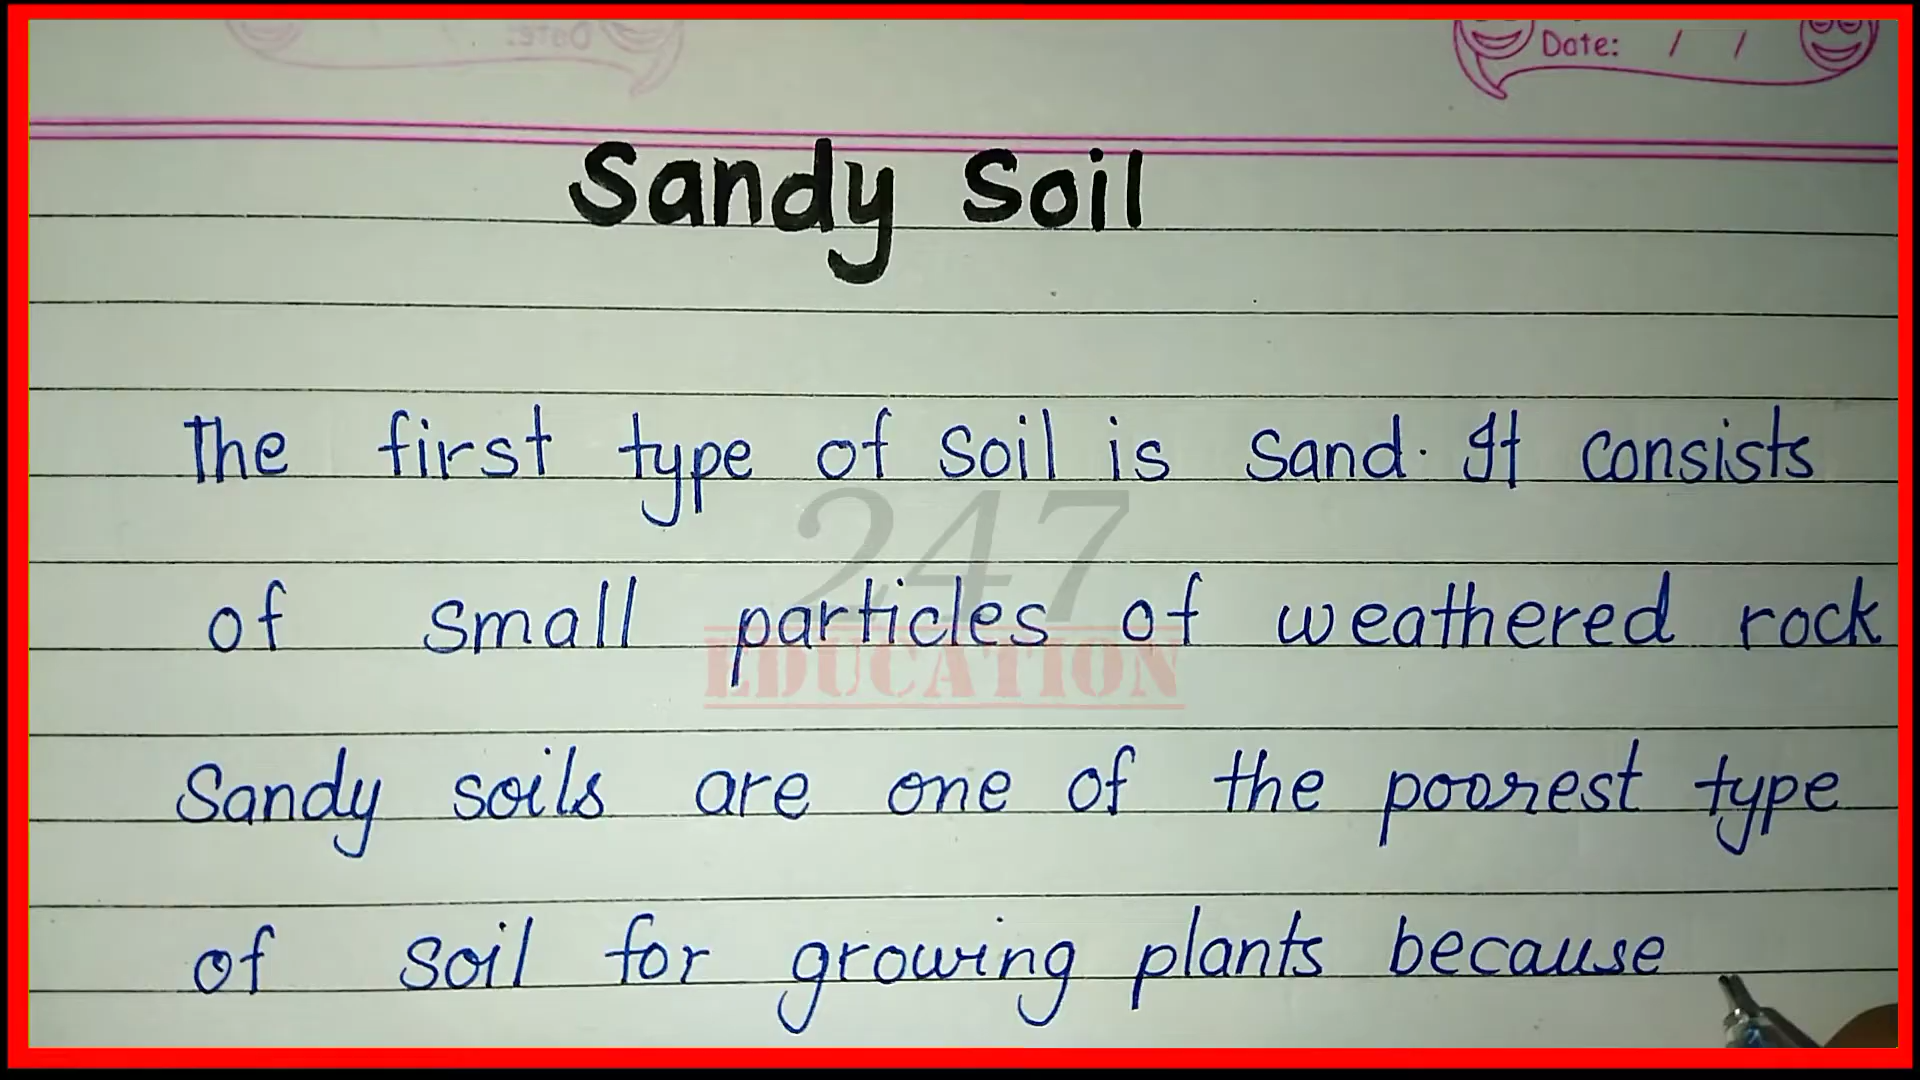 Date: / /
Sandy Soil
The first type of soil is sand. It consists
of small particles of weathered rock
Sandy soils are one of the poorest type
of soil for growing plants because
247
EDUCATION